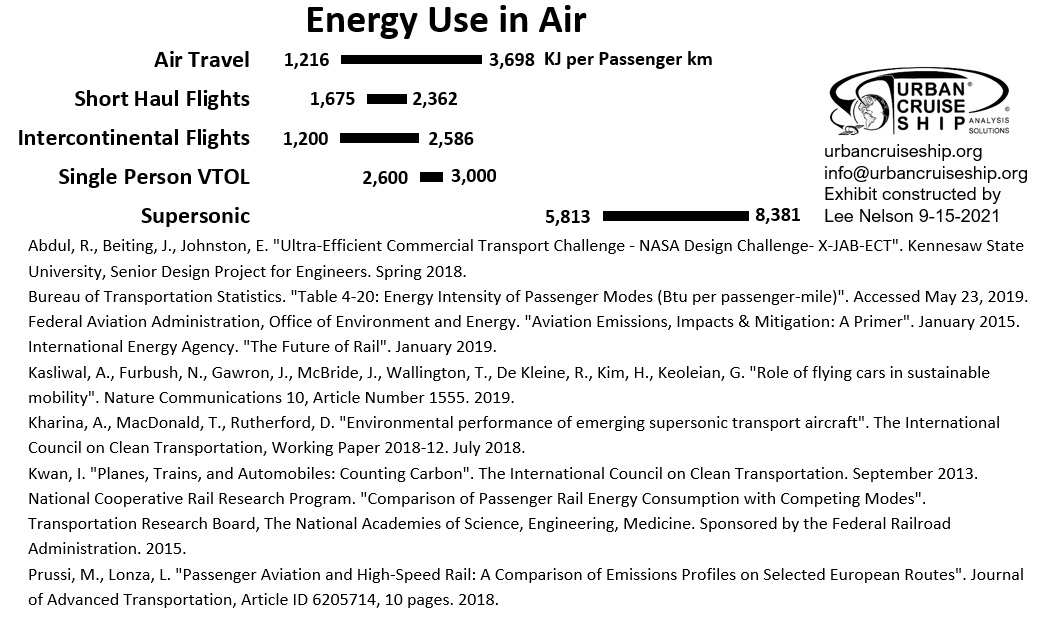 Energy Use in Air
Air Travel 1,216 3,698 KJ per Passenger km
Short Haul Flights 1,675 2,362
Intercontinental Flights 1,200 2,586
Single Person VTOL 2,600 3,000
Supersonic 5,813 8,381
URBAN®
CRUISE
SHIP
©
ANALYSIS
SOLUTIONS
urbancruiseship.org
info@urbancruiseship.org
Exhibit constructed by
Lee Nelson 9-15-2021
Abdul, R., Beiting, J., Johnston, E. "Ultra-Efficient Commercial Transport Challenge - NASA Design Challenge- X-JAB-ECT". Kennesaw State
University, Senior Design Project for Engineers. Spring 2018.
Bureau of Transportation Statistics. "Table 4-20: Energy Intensity of Passenger Modes (Btu per passenger-mile)". Accessed May 23, 2019.
Federal Aviation Administration, Office of Environment and Energy. "Aviation Emissions, Impacts & Mitigation: A Primer". January 2015.
International Energy Agency. "The Future of Rail". January 2019.
Kasliwal, A., Furbush, N., Gawron, J., McBride, J., Wallington, T., De Kleine, R., Kim, H., Keoleian, G. "Role of flying cars in sustainable
mobility". Nature Communications 10, Article Number 1555. 2019.
Kharina, A., MacDonald, T., Rutherford, D. "Environmental performance of emerging supersonic transport aircraft". The International
Council on Clean Transportation, Working Paper 2018-12. July 2018.
Kwan, I. "Planes, Trains, and Automobiles: Counting Carbon". The International Council on Clean Transportation. September 2013.
National Cooperative Rail Research Program. "Comparison of Passenger Rail Energy Consumption with Competing Modes".
Transportation Research Board, The National Academies of Science, Engineering, Medicine. Sponsored by the Federal Railroad
Administration. 2015.
Prussi, M., Lonza, L. "Passenger Aviation and High-Speed Rail: A Comparison of Emissions Profiles on Selected European Routes". Journal
of Advanced Transportation, Article ID 6205714, 10 pages. 2018.